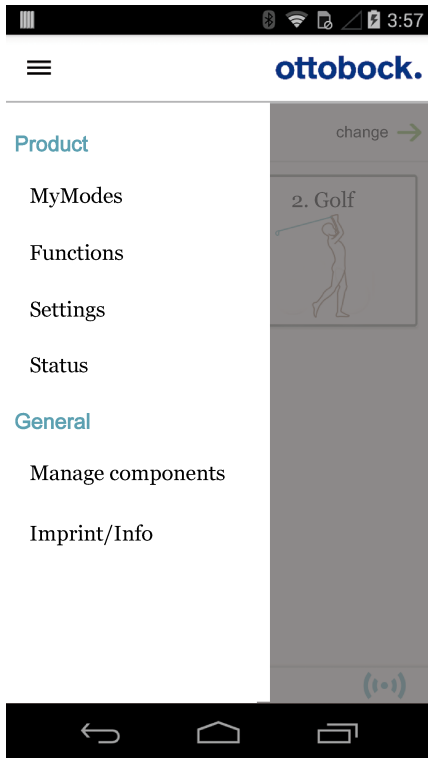 3:57
ottobock.
Product
change
MyModes
2. Golf
Functions
Settings
Status
General
Manage components
Imprint/Info